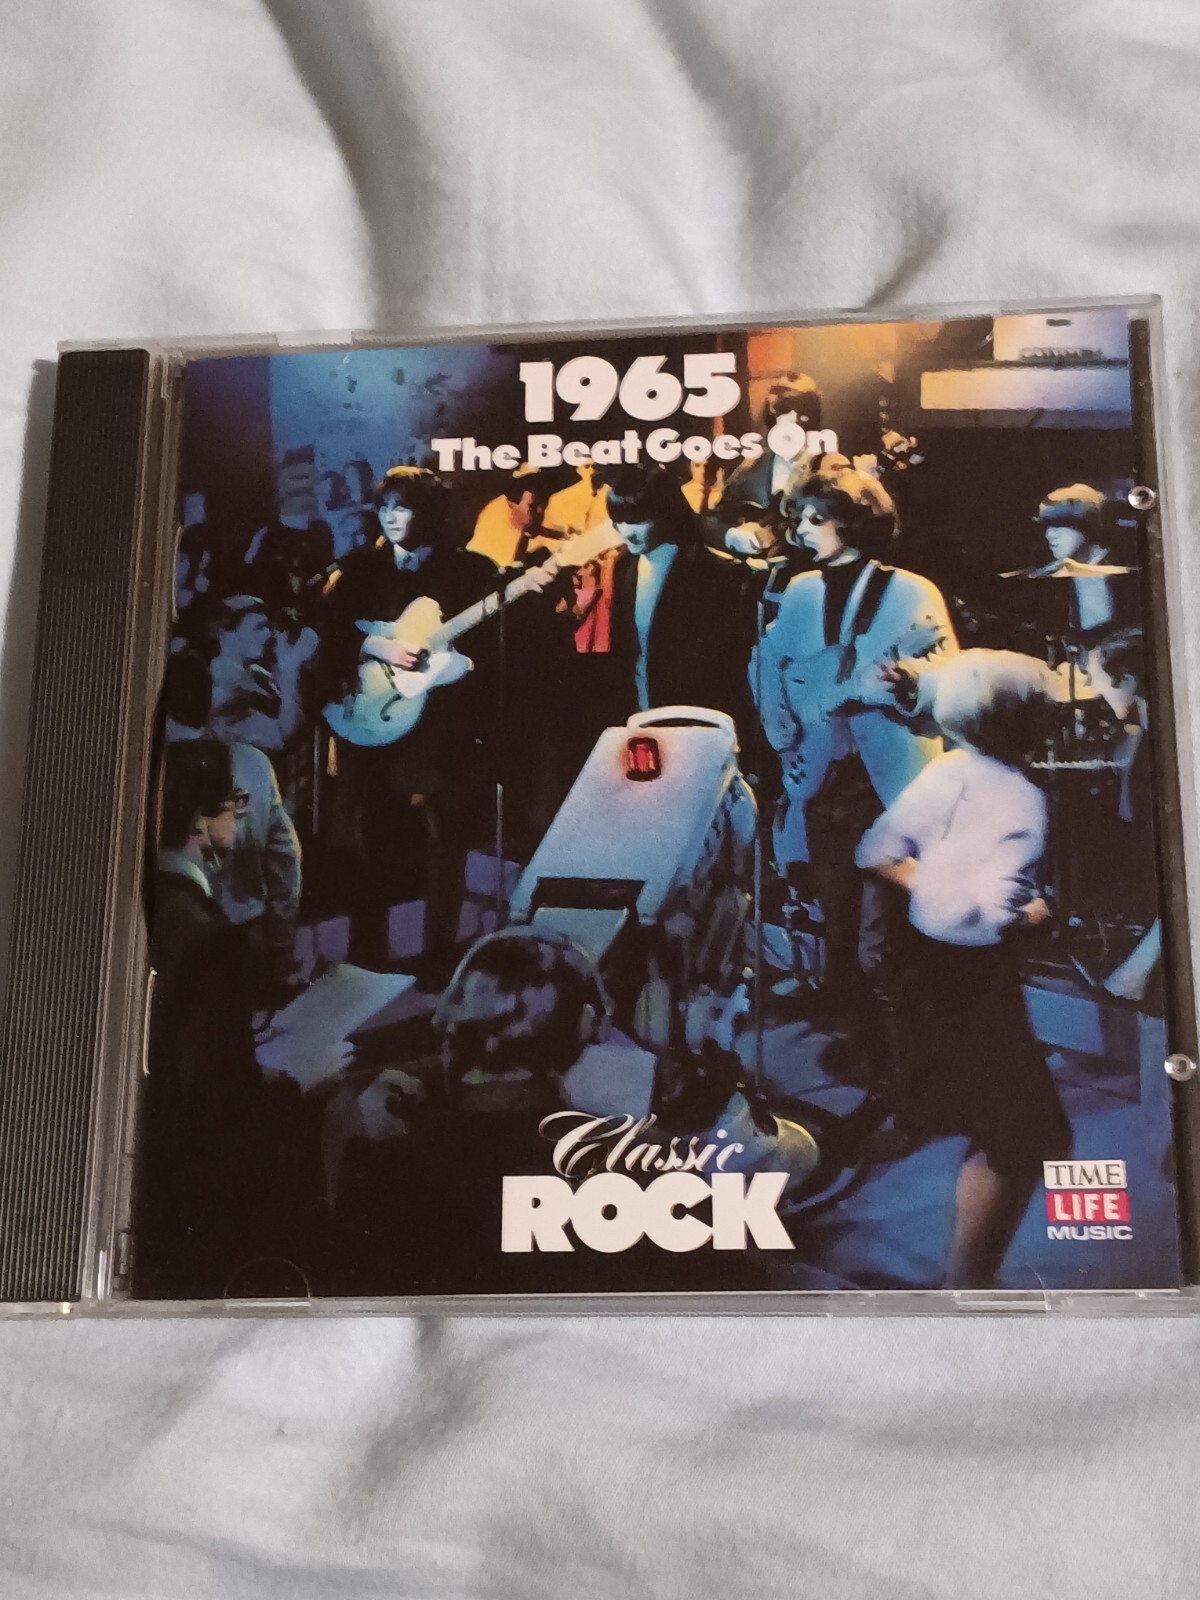 1965
The Beat Goes On
Classic
ROCK
TIME
LIFE
MUSIC